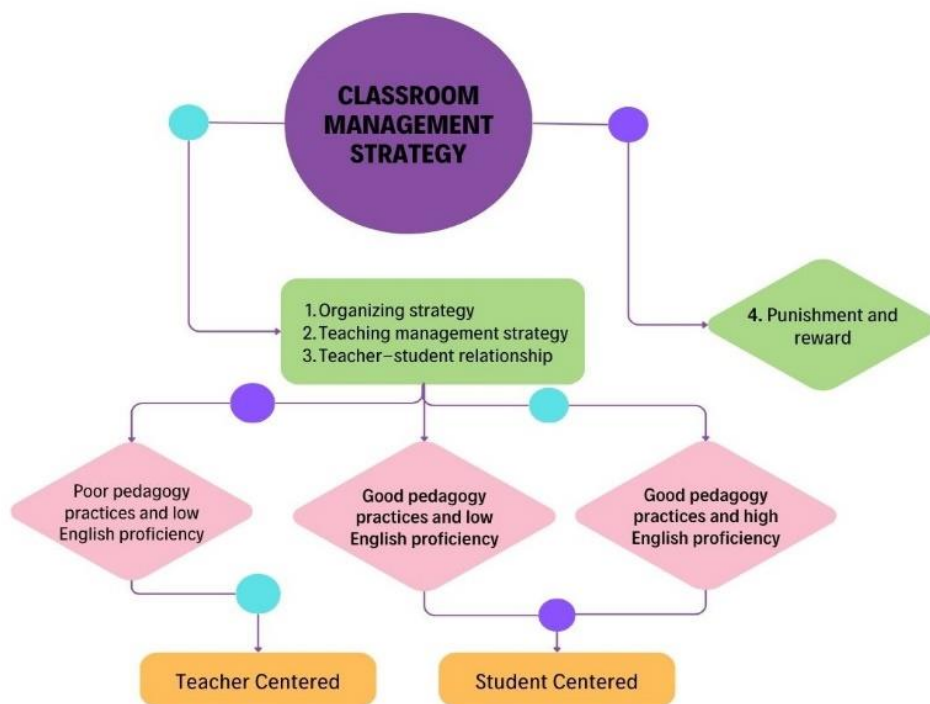 CLASSROOM
MANAGEMENT
STRATEGY
1. Organizing strategy
2. Teaching management strategy
3. Teacher–student relationship
4. Punishment and
reward
Poor pedagogy
practices and low
English proficiency
Good pedagogy
practices and low
English proficiency
Good pedagogy
practices and high
English proficiency
Teacher Centered
Student Centered